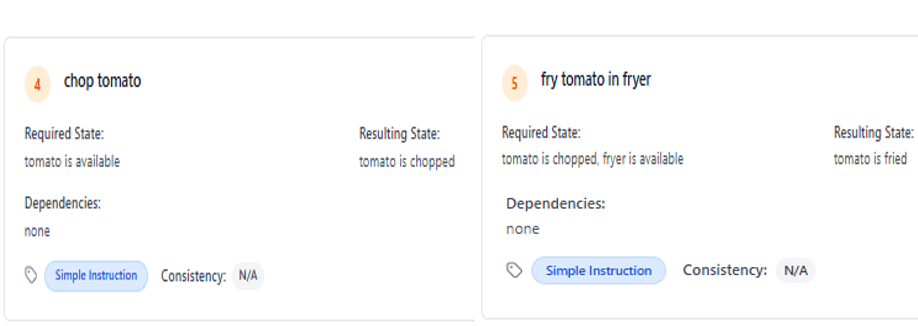 4 chop tomato
Required State:
Resulting State:
tomato is available
tomato is chopped
Dependencies:
none
Simple Instruction Consistency: N/A
5 fry tomato in fryer
Required State:
Resulting State:
tomato is chopped, fryer is available
tomato is fried
Dependencies:
none
Simple Instruction Consistency: N/A